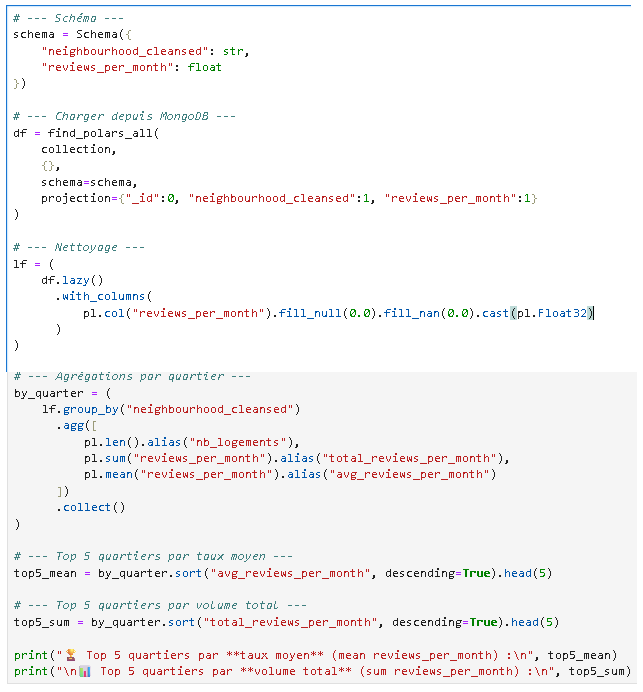 # --- Schéma ---
schema = Schema({
    "neighbourhood_cleansed": str,
    "reviews_per_month": float
})

# --- Charger depuis MongoDB ---
df = find_polars_all(
    collection,
    {},
    schema=schema,
    projection={"_id":0, "neighbourhood_cleansed":1, "reviews_per_month":1}
)

# --- Nettoyage ---
lf = (
    df.lazy()
      .with_columns(
          pl.col("reviews_per_month").fill_null(0.0).fill_nan(0.0).cast(pl.Float32)
      )
)
# --- Agrégations par quartier ---
by_quarter = (
    lf.group_by("neighbourhood_cleansed")
      .agg([
          pl.len().alias("nb_logements"),
          pl.sum("reviews_per_month").alias("total_reviews_per_month"),
          pl.mean("reviews_per_month").alias("avg_reviews_per_month")
      ])
      .collect()
)

# --- Top 5 quartiers par taux moyen ---
top5_mean = by_quarter.sort("avg_reviews_per_month", descending=True).head(5)

# --- Top 5 quartiers par volume total ---
top5_sum = by_quarter.sort("total_reviews_per_month", descending=True).head(5)

print("🏆 Top 5 quartiers par **taux moyen** (mean reviews_per_month) :\n", top5_mean)
print("\n📊 Top 5 quartiers par **volume total** (sum reviews_per_month) :\n", top5_sum)